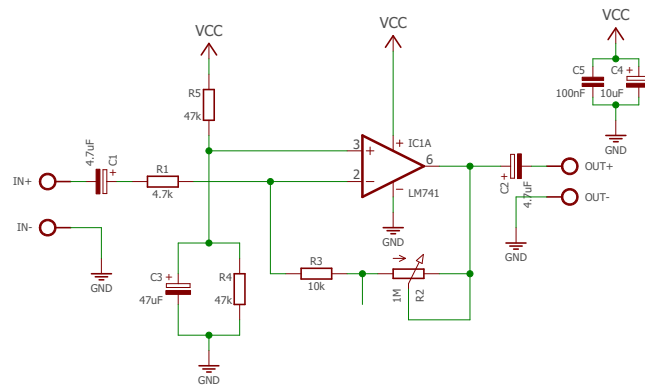 VCC
VCC
VCC
R5
47k
C5
100nF
C4
+
10uF
GND
IC1A
LM741
3
+
2
−
6
+
−
GND
IN+
4.7uF
C1
+
R1
4.7k
IN-
GND
C2
+
4.7uF
OUT+
OUT-
GND
C3
+
47uF
R4
47k
GND
R3
10k
1M
R2